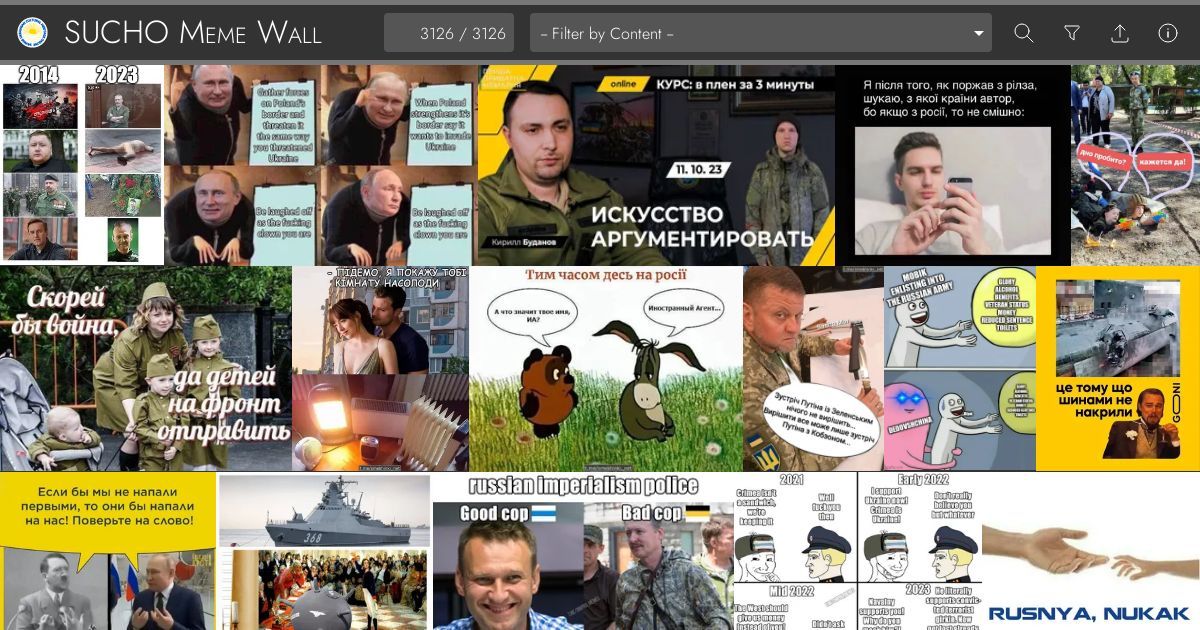 SUCHO Meme Wall
3126 / 3126
-- Filter by Content --
2014 2023
Gather forces
on Poland's
border and
threaten it
the same way
you threatened
Ukraine
When Poland
strengthens it's
border say it
wants to invade
Ukraine
Be laughed off
as the fucking
clown you are
Be laughed off
as the fucking
clown you are
online
КУРС: в плен за 3 минуты
11. 10. 23
ИСКУССТВО
АРГУМЕНТИРОВАТЬ
Кирилл Буданов
Я після того, як поржав з рілза,
шукаю, з якої країни автор,
бо якщо з росії, то не смішно:
дно пробито?
кажется да!
Скорей
бы война,
да детей
на фронт
отправить
- ПІДЕМО, Я ПОКАЖУ ТОБІ
КІМНАТУ НАСОЛОДИ
Тим часом десь на росії
А что значит твое имя,
ИА?
Иностранный Агент...
Зустріч Путіна із Зеленським
нічого не вирішить...
Вирішити все може лише зустріч
Путіна з Кобзоном...
MOBIK
ENLISTING INTO
THE RUSSIAN ARMY
GLORY
ALCOHOL
BENEFITS
VETERAN STATUS
MONEY
REDUCED SENTENCE
TOILETS
DEDOVSHCHINA
це тому що
шинами не
накрили
Если бы мы не напали
первыми, то они бы напали
на нас! Поверьте на слово!
368
russian imperialism police
Good cop
Bad cop
2021
Crimea isn't
a sandwich,
we're
keeping it
Well
fuck you
then
Early 2022
I support
Ukraine now!
Crimea is
Ukraine!
Don't really
believe you
but whatever
Mid 2022
The West should
give us money
instead of you!
Didn't ask
2023
Navalny
supports you!
He literally
supports convic-
ted terrorist
girkin. Now
RUSNYA, NUKAK